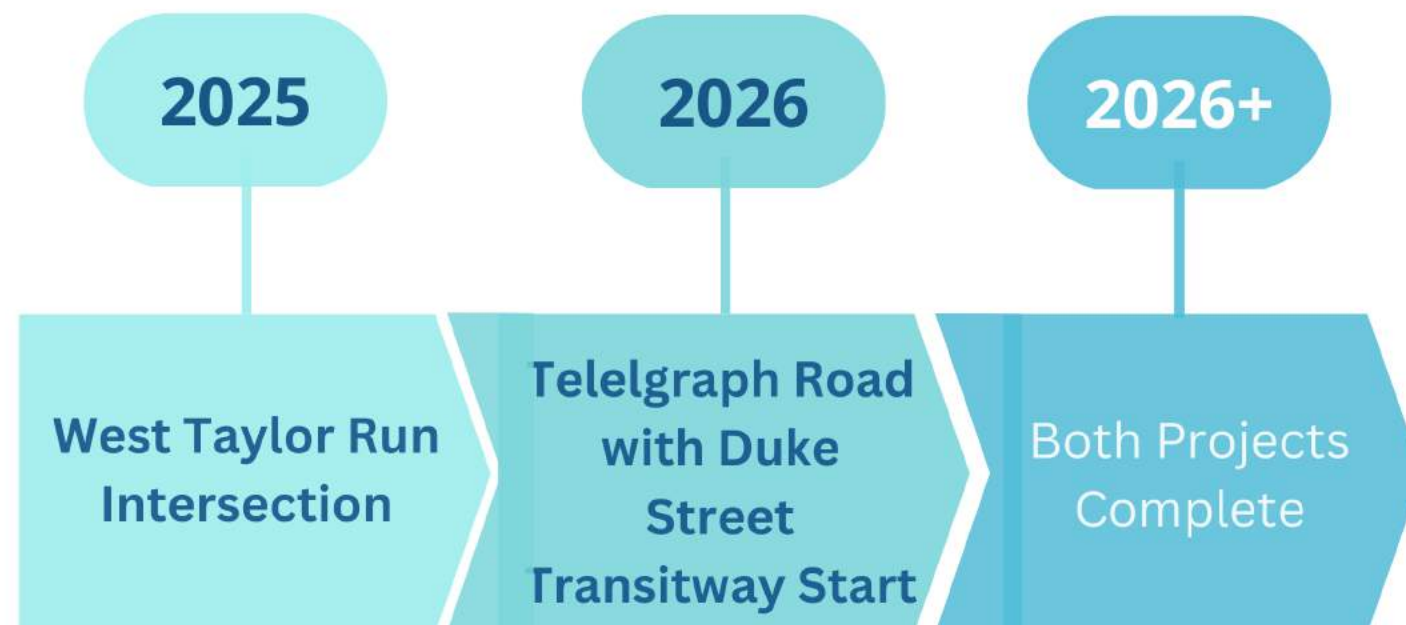 2025
2026
2026+
West Taylor Run
Intersection
Telelgraph Road
with Duke
Street
Transitway Start
Both Projects
Complete